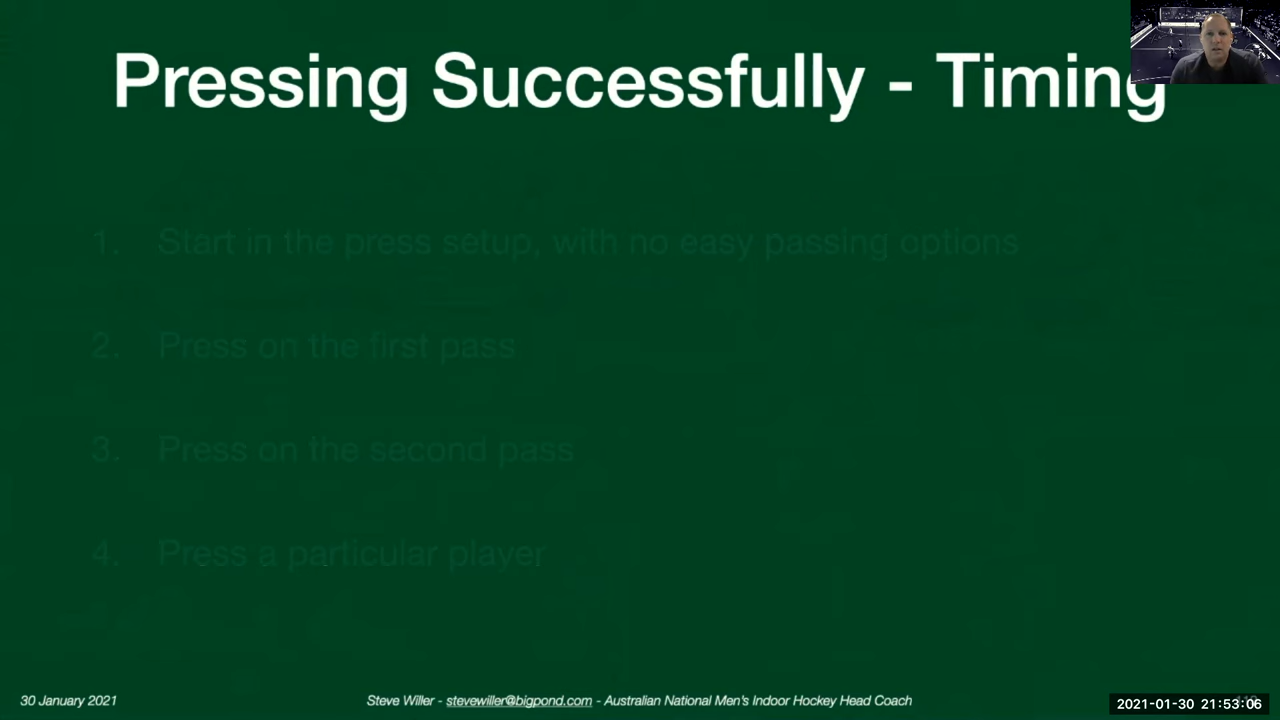 Pressing Successfully - Timing
1. Start in the press setup, with no easy passing options
2. Press on the first pass
3. Press on the second pass
4. Press a particular player
30 January 2021
Steve Willer - stevewiller@bigpond.com - Australian National Men's Indoor Hockey Head Coach
2021-01-30 21:53:06